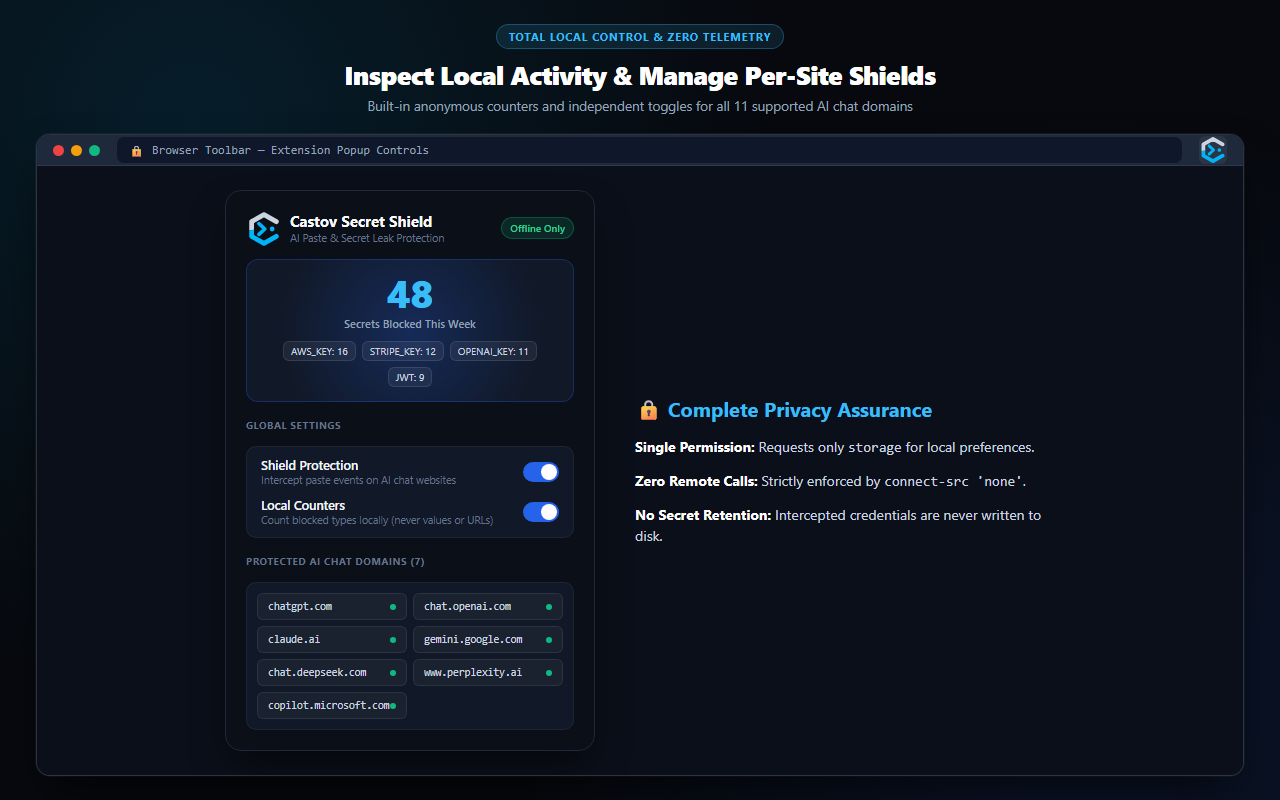 TOTAL LOCAL CONTROL & ZERO TELEMETRY
Inspect Local Activity & Manage Per-Site Shields
Built-in anonymous counters and independent toggles for all 11 supported AI chat domains
Browser Toolbar — Extension Popup Controls
Castov Secret Shield
AI Paste & Secret Leak Protection
Offline Only
48
Secrets Blocked This Week
AWS_KEY: 16 STRIPE_KEY: 12 OPENAI_KEY: 11
JWT: 9
GLOBAL SETTINGS
Shield Protection
Intercept paste events on AI chat websites
Local Counters
Count blocked types locally (never values or URLs)
PROTECTED AI CHAT DOMAINS (7)
chatgpt.com chat.openai.com
claude.ai gemini.google.com
chat.deepseek.com www.perplexity.ai
copilot.microsoft.com
🔒 Complete Privacy Assurance
Single Permission: Requests only storage for local preferences.
Zero Remote Calls: Strictly enforced by connect-src 'none'.
No Secret Retention: Intercepted credentials are never written to
disk.